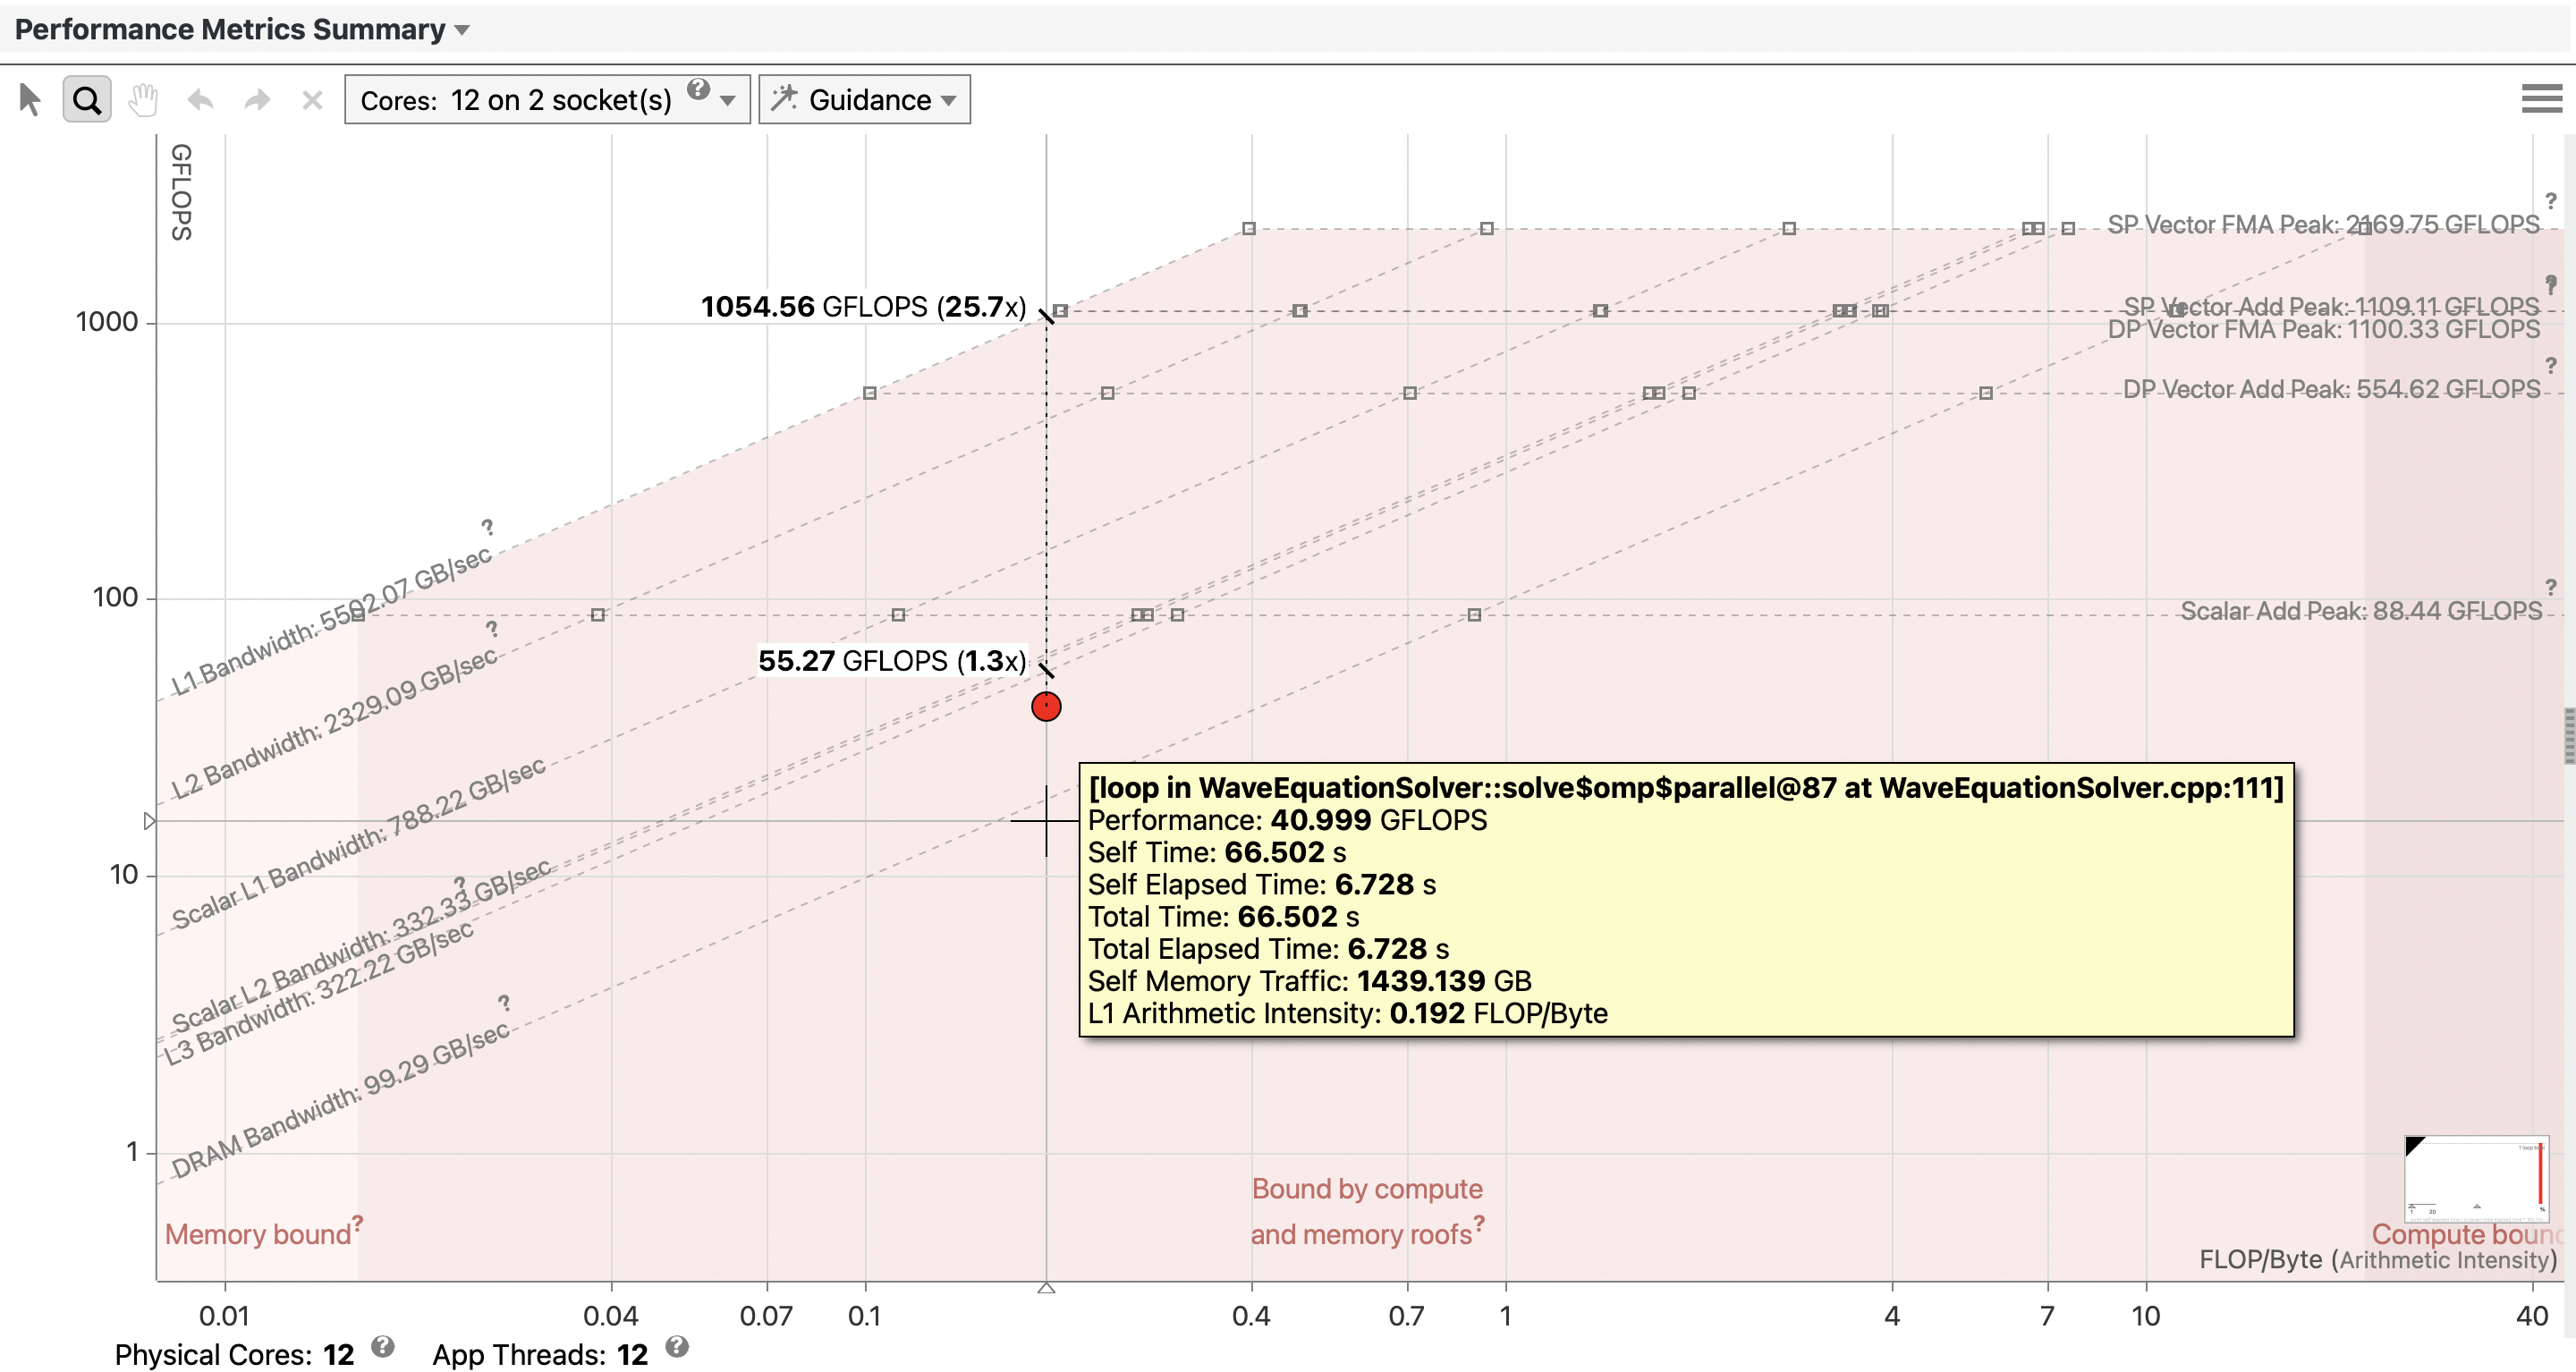 Performance Metrics Summary
Cores: 12 on 2 socket(s) ?
Guidance
GFLOPS
?
SP Vector FMA Peak: 2169.75 GFLOPS
?
1054.56 GFLOPS (25.7x)
SP Vector Add Peak: 1109.11 GFLOPS
1000
DP Vector FMA Peak: 1100.33 GFLOPS
?
DP Vector Add Peak: 554.62 GFLOPS
?
L1 Bandwidth: 5502.07 GB/sec
?
100
Scalar Add Peak: 88.44 GFLOPS
?
L2 Bandwidth: 2329.09 GB/sec
55.27 GFLOPS (1.3x)
Scalar L1 Bandwidth: 788.22 GB/sec
[loop in WaveEquationSolver::solve$omp$parallel@87 at WaveEquationSolver.cpp:111]
Performance: 40.999 GFLOPS
Self Time: 66.502 s
Self Elapsed Time: 6.728 s
Total Time: 66.502 s
Total Elapsed Time: 6.728 s
Self Memory Traffic: 1439.139 GB
L1 Arithmetic Intensity: 0.192 FLOP/Byte
10
?
Scalar L2 Bandwidth: 332.33 GB/sec
L3 Bandwidth: 322.22 GB/sec
?
DRAM Bandwidth: 99.29 GB/sec
1
Memory bound?
Bound by compute
and memory roofs?
Compute bound
FLOP/Byte (Arithmetic Intensity)
0.01 0.04 0.07 0.1 0.4 0.7 1 4 7 10 40
Physical Cores: 12 ? App Threads: 12 ?